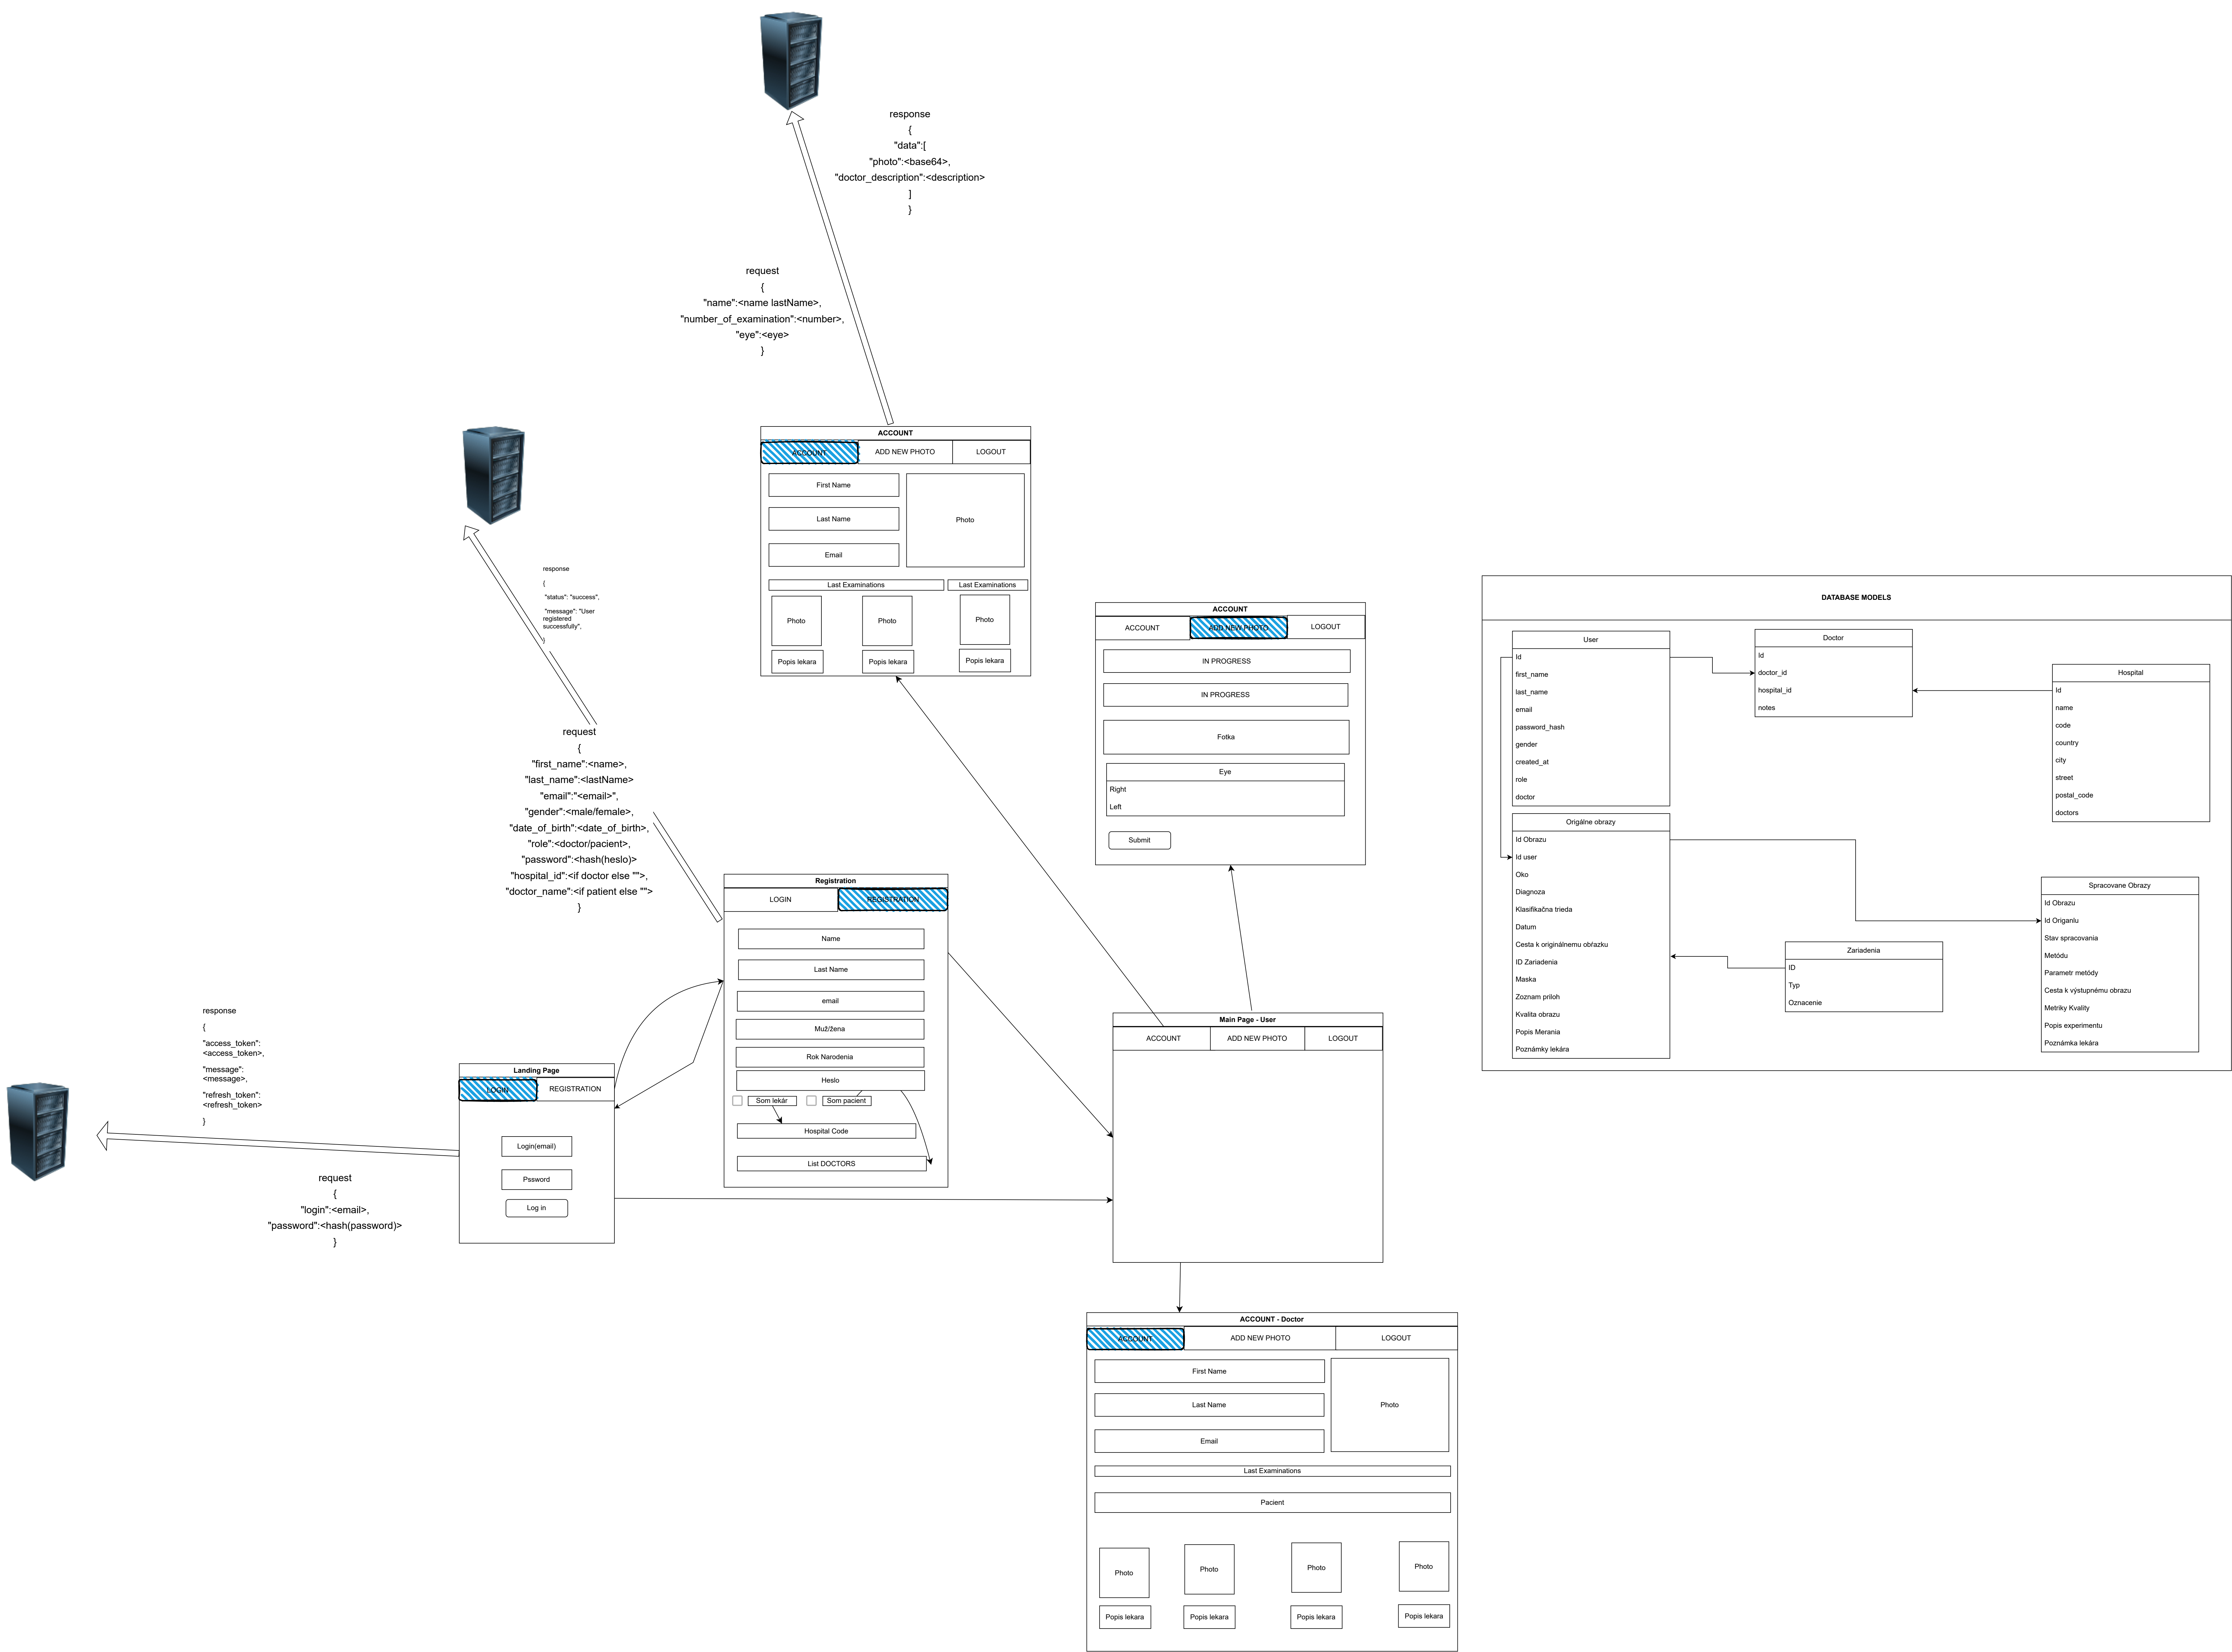 response
{
"data":[
"photo":<base64>,
"doctor_description":<description>
]
}
request
{
"name":<name lastName>,
"number_of_examination":<number>,
"eye":<eye>
}
ACCOUNT
ACCOUNT
ADD NEW PHOTO
LOGOUT
First Name
Last Name
Email
Photo
Last Examinations
Last Examinations
Photo
Photo
Photo
Popis lekara
Popis lekara
Popis lekara
response
{
"status": "success",
"message": "User
registered
successfully",
}
request
{
"first_name":<name>,
"last_name":<lastName>
"email":"<email>",
"gender":<male/female>,
"date_of_birth":<date_of_birth>,
"role":<doctor/pacient>,
"password":<hash(heslo)>
"hospital_id":<if doctor else "">,
"doctor_name":<if patient else "">
}
ACCOUNT
ACCOUNT
ADD NEW PHOTO
LOGOUT
IN PROGRESS
IN PROGRESS
Fotka
Eye
Right
Left
Submit
Registration
LOGIN
REGISTRATION
Name
Last Name
email
Muž/žena
Rok Narodenia
Heslo
Som lekár
Som pacient
Hospital Code
List DOCTORS
response
{
"access_token":
<access_token>,
"message":
<message>,
"refresh_token":
<refresh_token>
}
request
{
"login":<email>,
"password":<hash(password)>
}
Landing Page
LOGIN
REGISTRATION
Login(email)
Pssword
Log in
Main Page - User
ACCOUNT
ADD NEW PHOTO
LOGOUT
ACCOUNT - Doctor
ACCOUNT
ADD NEW PHOTO
LOGOUT
First Name
Last Name
Email
Photo
Last Examinations
Pacient
Photo
Photo
Photo
Photo
Popis lekara
Popis lekara
Popis lekara
Popis lekara
DATABASE MODELS
User
Id
first_name
last_name
email
password_hash
gender
created_at
role
doctor
Doctor
Id
doctor_id
hospital_id
notes
Hospital
Id
name
code
country
city
street
postal_code
doctors
Origálne obrazy
Id Obrazu
Id user
Oko
Diagnoza
Klasifikačna trieda
Datum
Cesta k originálnemu obŕazku
ID Zariadenia
Maska
Zoznam priloh
Kvalita obrazu
Popis Merania
Poznámky lekára
Zariadenia
ID
Typ
Oznacenie
Spracovane Obrazy
Id Obrazu
Id Origanlu
Stav spracovania
Metódu
Parametr metódy
Cesta k výstupnému obrazu
Metriky Kvality
Popis experimentu
Poznámka lekára